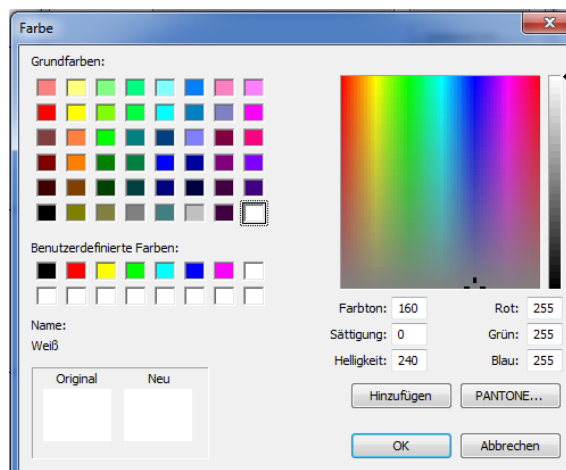 Farbe
Grundfarben:
Benutzerdefinierte Farben:
Name:
Weiß
Original Neu
Farbton: 160 Rot: 255
Sättigung: 0 Grün: 255
Helligkeit: 240 Blau: 255
Hinzufügen PANTONE...
OK Abbrechen